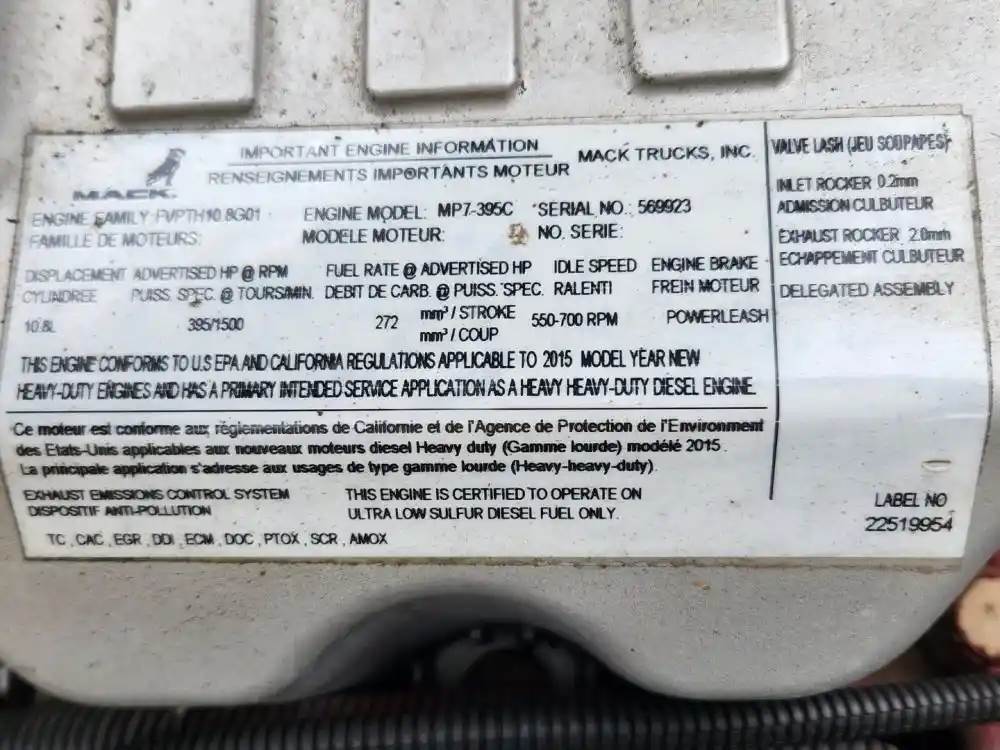 MACK
IMPORTANT ENGINE INFORMATION
RENSEIGNEMENTS IMPORTANTS MOTEUR
MACK TRUCKS, INC.
ENGINE FAMILY: FVPTH10.8G01 ENGINE MODEL: MP7-395C SERIAL NO.: 569923
FAMILLE DE MOTEURS: MODELE MOTEUR: NO. SERIE:
DISPLACEMENT ADVERTISED HP @ RPM FUEL RATE @ ADVERTISED HP IDLE SPEED ENGINE BRAKE
CYLINDREE PUISS. SPEC. @ TOURS/MIN. DEBIT DE CARB. @ PUISS. SPEC. RALENTI FREIN MOTEUR
10.8L 395/1500 272 mm³ / STROKE 550-700 RPM POWERLEASH
mm³ / COUP
THIS ENGINE CONFORMS TO U.S EPA AND CALIFORNIA REGULATIONS APPLICABLE TO 2015 MODEL YEAR NEW
HEAVY-DUTY ENGINES AND HAS A PRIMARY INTENDED SERVICE APPLICATION AS A HEAVY HEAVY-DUTY DIESEL ENGINE.
Ce moteur est conforme aux règlementations de Californie et de l'Agence de Protection de l'Environment
des Etats-Unis applicables aux nouveaux moteurs diesel Heavy duty (Gamme lourde) modélé 2015.
La principale application s'adresse aux usages de type gamme lourde (Heavy-heavy-duty).
EXHAUST EMISSIONS CONTROL SYSTEM
DISPOSITIF ANTI-POLLUTION
THIS ENGINE IS CERTIFIED TO OPERATE ON
ULTRA LOW SULFUR DIESEL FUEL ONLY.
TC , CAC , EGR , DDI , ECM , DOC , PTOX , SCR , AMOX
VALVE LASH (JEU SOUPAPES)
INLET ROCKER 0.2mm
ADMISSION CULBUTEUR
EXHAUST ROCKER 2.0mm
ECHAPPEMENT CULBUTEUR
DELEGATED ASSEMBLY
LABEL NO
22519954